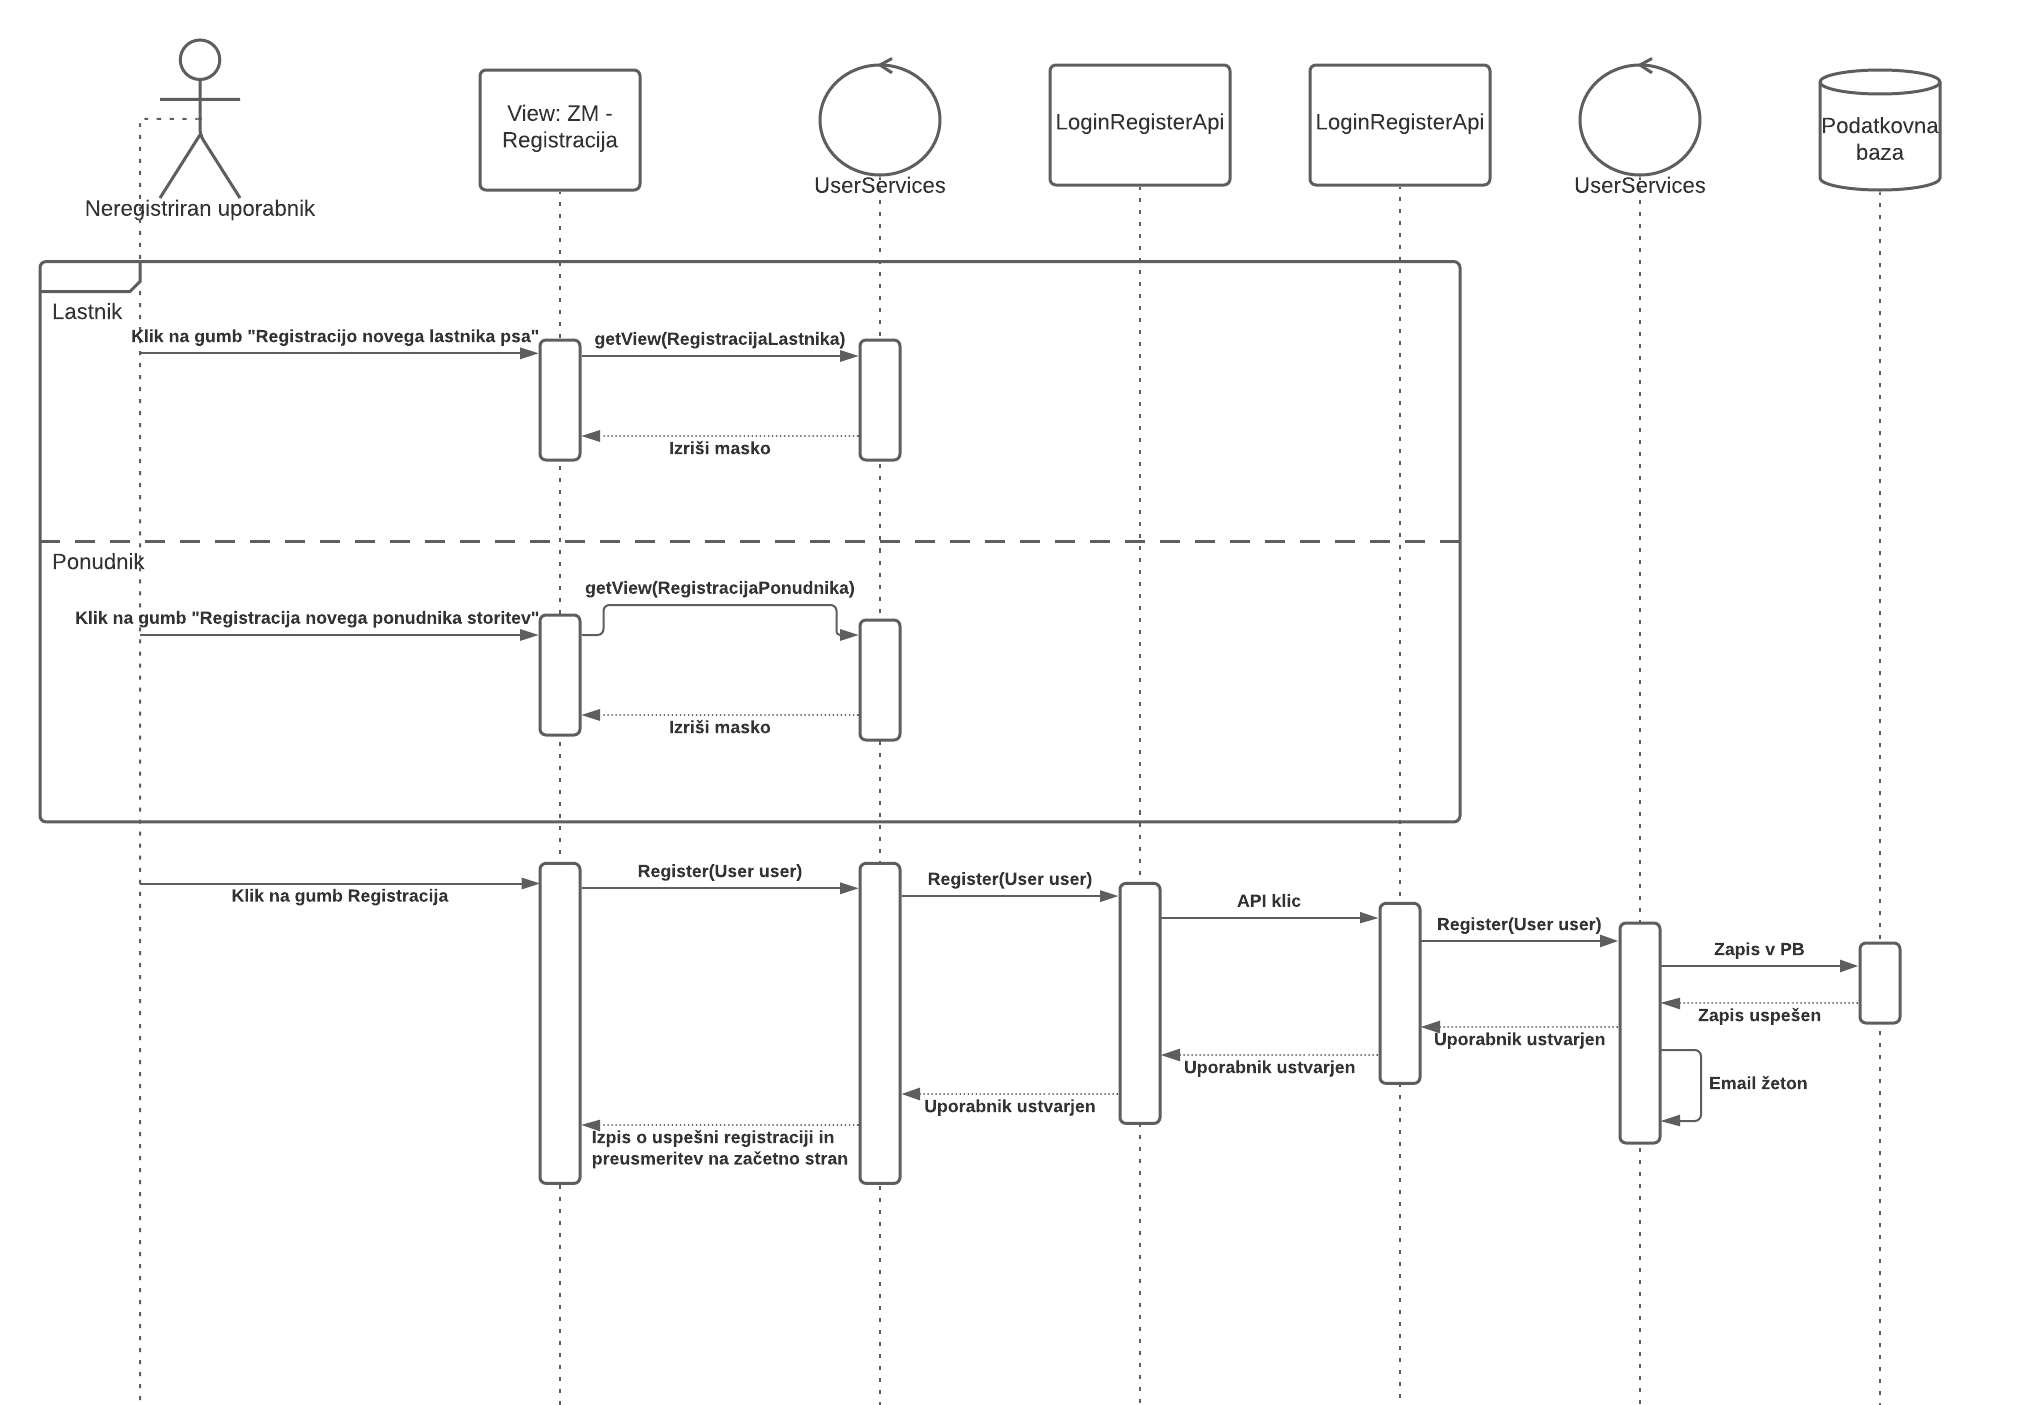 View: ZM -
Registracija
LoginRegisterApi
LoginRegisterApi
Podatkovna
baza
UserServices
UserServices
Neregistriran uporabnik
Lastnik
Klik na gumb "Registracijo novega lastnika psa"
getView(RegistracijaLastnika)
Izriši masko
Ponudnik
getView(RegistracijaPonudnika)
Klik na gumb "Registracija novega ponudnika storitev"
Izriši masko
Register(User user)
Klik na gumb Registracija
Register(User user)
API klic
Register(User user)
Zapis v PB
Zapis uspešen
Uporabnik ustvarjen
Uporabnik ustvarjen
Email žeton
Uporabnik ustvarjen
Izpis o uspešni registraciji in
preusmeritev na začetno stran